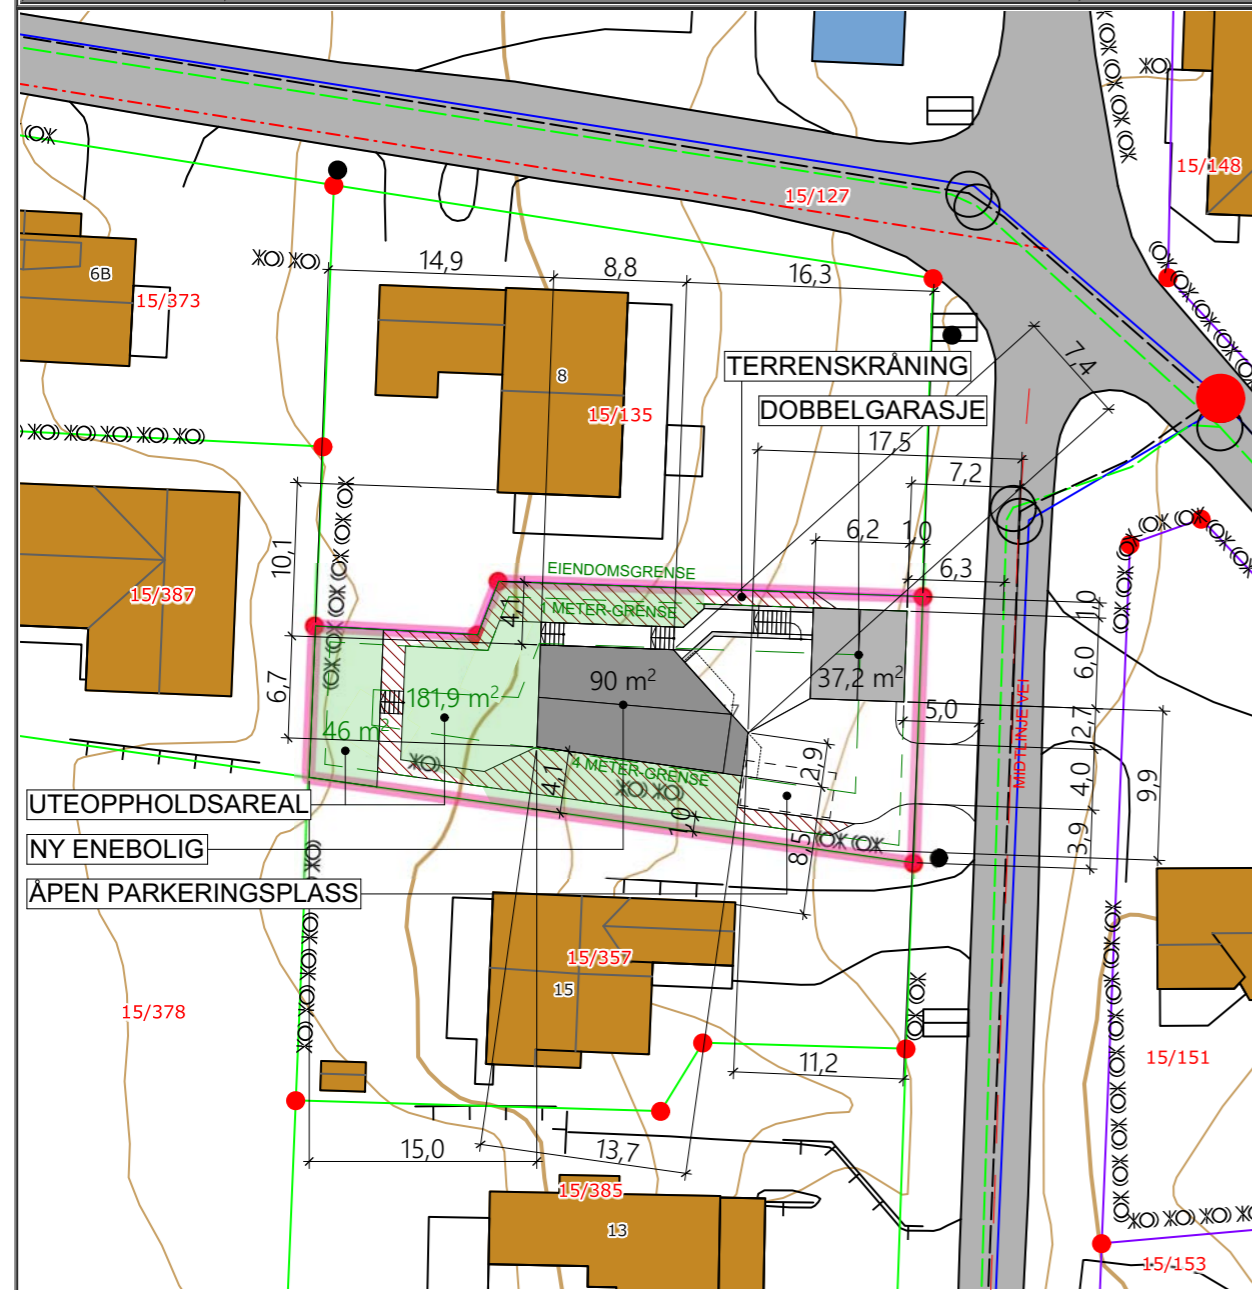 15/148
15/127
6B
15/373
14,9
8,8
16,3
7,4
TERRENSKRÅNING
8
15/135
DOBBELGARASJE
17,5
7,2
6,2
1,0
6,3
10,1
EIENDOMSGRENSE
1 METER-GRENSE
4,1
1,0
15/387
6,0
6,7
181,9 m²
90 m²
37,2 m²
46 m²
5,0
2,7
MIDTLINJE VEI
4 METER-GRENSE
2,9
4,1
4,0
9,9
UTEOPPHOLDSAREAL
1,0
NY ENEBOLIG
8,5
3,9
ÅPEN PARKERINGSPLASS
15/357
15
15/378
11,2
15/151
15,0
13,7
15/385
13
15/153